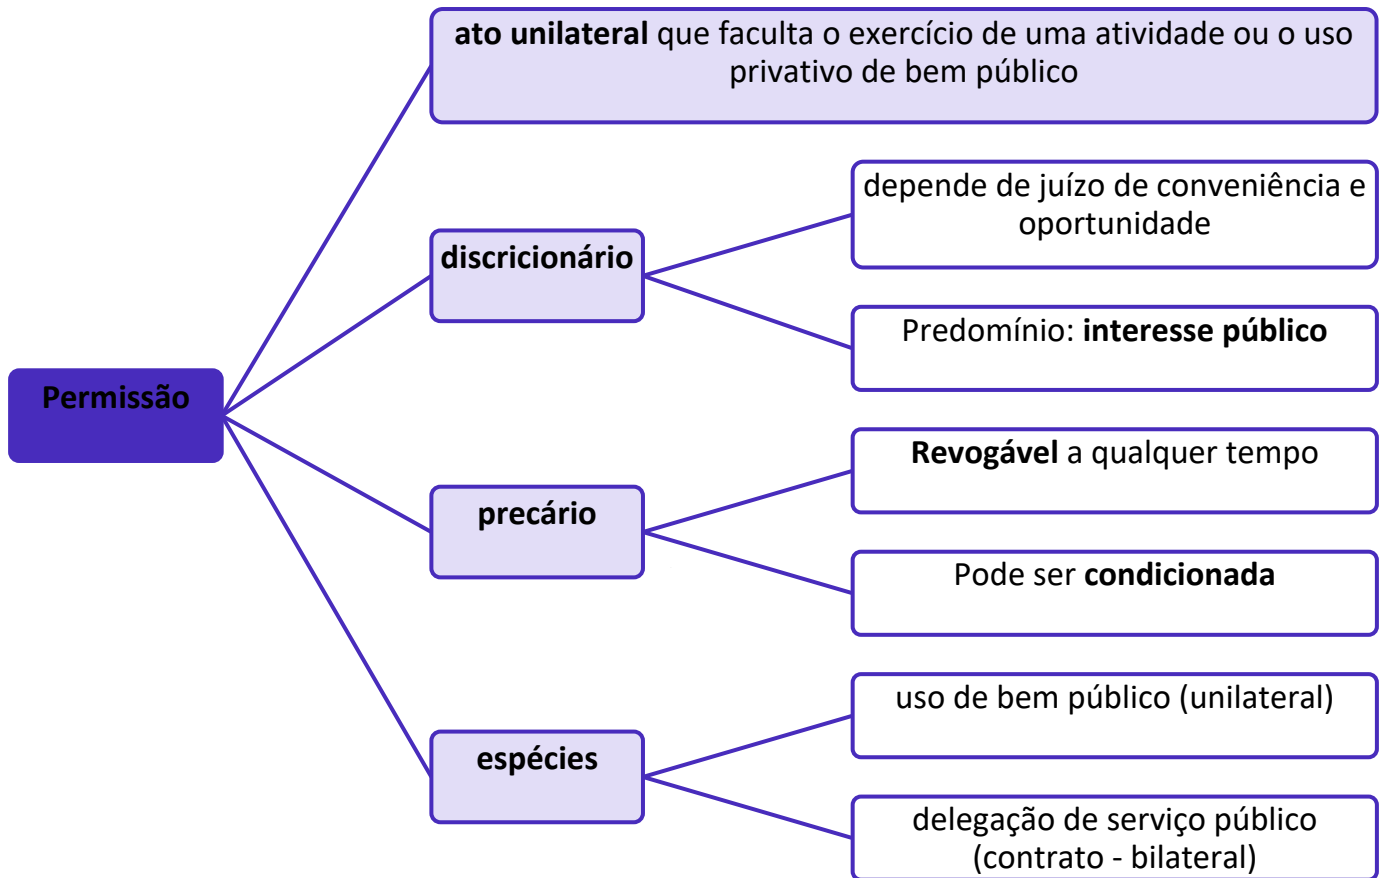 ato unilateral que faculta o exercício de uma atividade ou o uso
privativo de bem público
depende de juízo de conveniência e
oportunidade
discricionário
Predomínio: interesse público
Permissão
Revogável a qualquer tempo
precário
Pode ser condicionada
uso de bem público (unilateral)
espécies
delegação de serviço público
(contrato - bilateral)